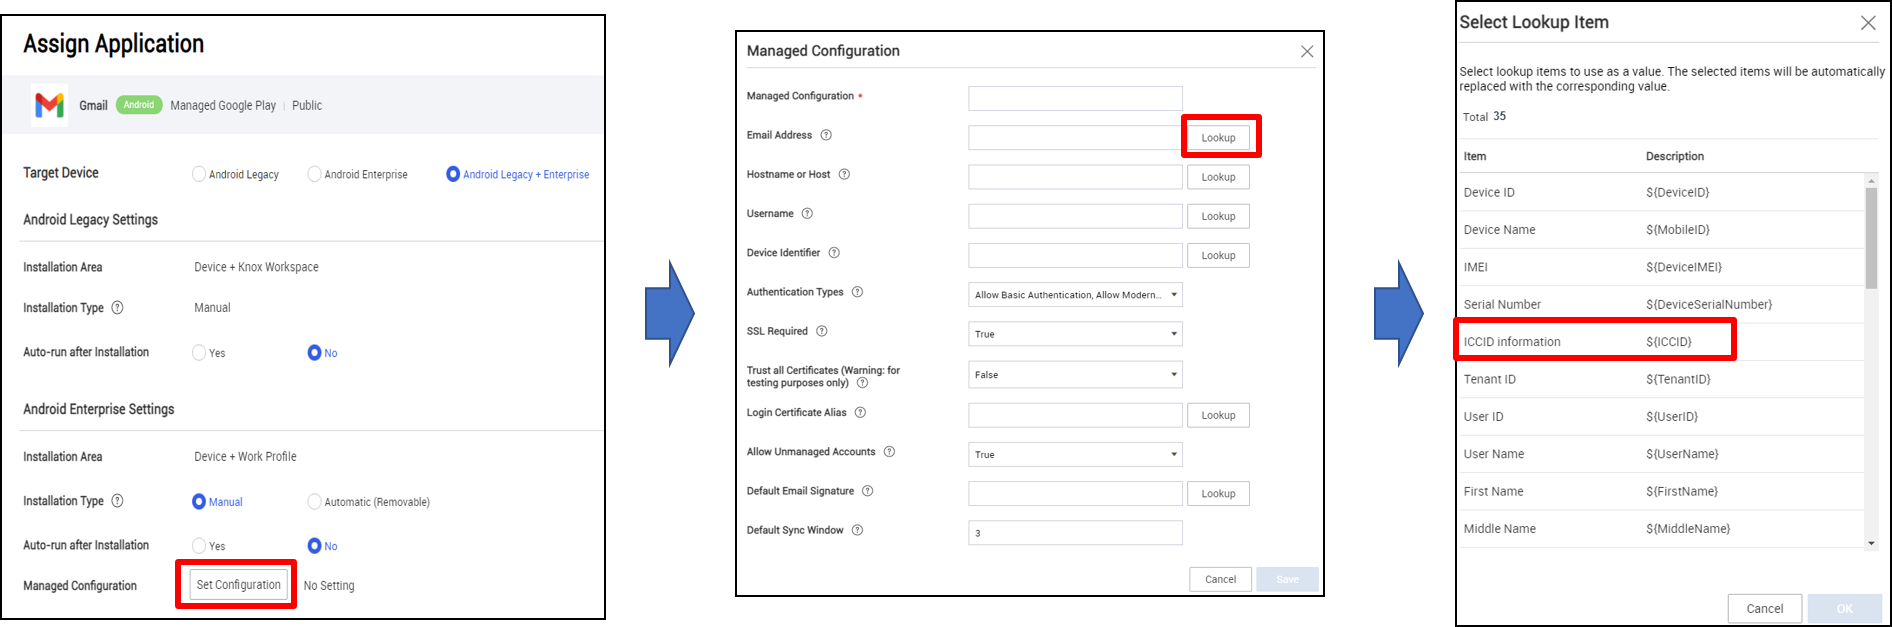 Assign Application
Gmail Android Managed Google Play Public
Target Device Android Legacy Android Enterprise Android Legacy + Enterprise
Android Legacy Settings
Installation Area Device + Knox Workspace
Installation Type ? Manual
Auto-run after Installation Yes No
Android Enterprise Settings
Installation Area Device + Work Profile
Installation Type ? Manual Automatic (Removable)
Auto-run after Installation Yes No
Managed Configuration Set Configuration No Setting
Managed Configuration
Managed Configuration •
Email Address ? Lookup
Hostname or Host ? Lookup
Username ? Lookup
Device Identifier ? Lookup
Authentication Types ? Allow Basic Authentication, Allow Modern...
SSL Required ? True
Trust all Certificates (Warning: for
testing purposes only) ? False
Login Certificate Alias ? Lookup
Allow Unmanaged Accounts ? True
Default Email Signature ? Lookup
Default Sync Window ? 3
Cancel Save
Select Lookup Item
Select lookup items to use as a value. The selected items will be automatically
replaced with the corresponding value.
Total 35
Item Description
Device ID ${DeviceID}
Device Name ${MobileID}
IMEI ${DeviceIMEI}
Serial Number ${DeviceSerialNumber}
ICCID information ${ICCID}
Tenant ID ${TenantID}
User ID ${UserID}
User Name ${UserName}
First Name ${FirstName}
Middle Name ${MiddleName}
Cancel OK